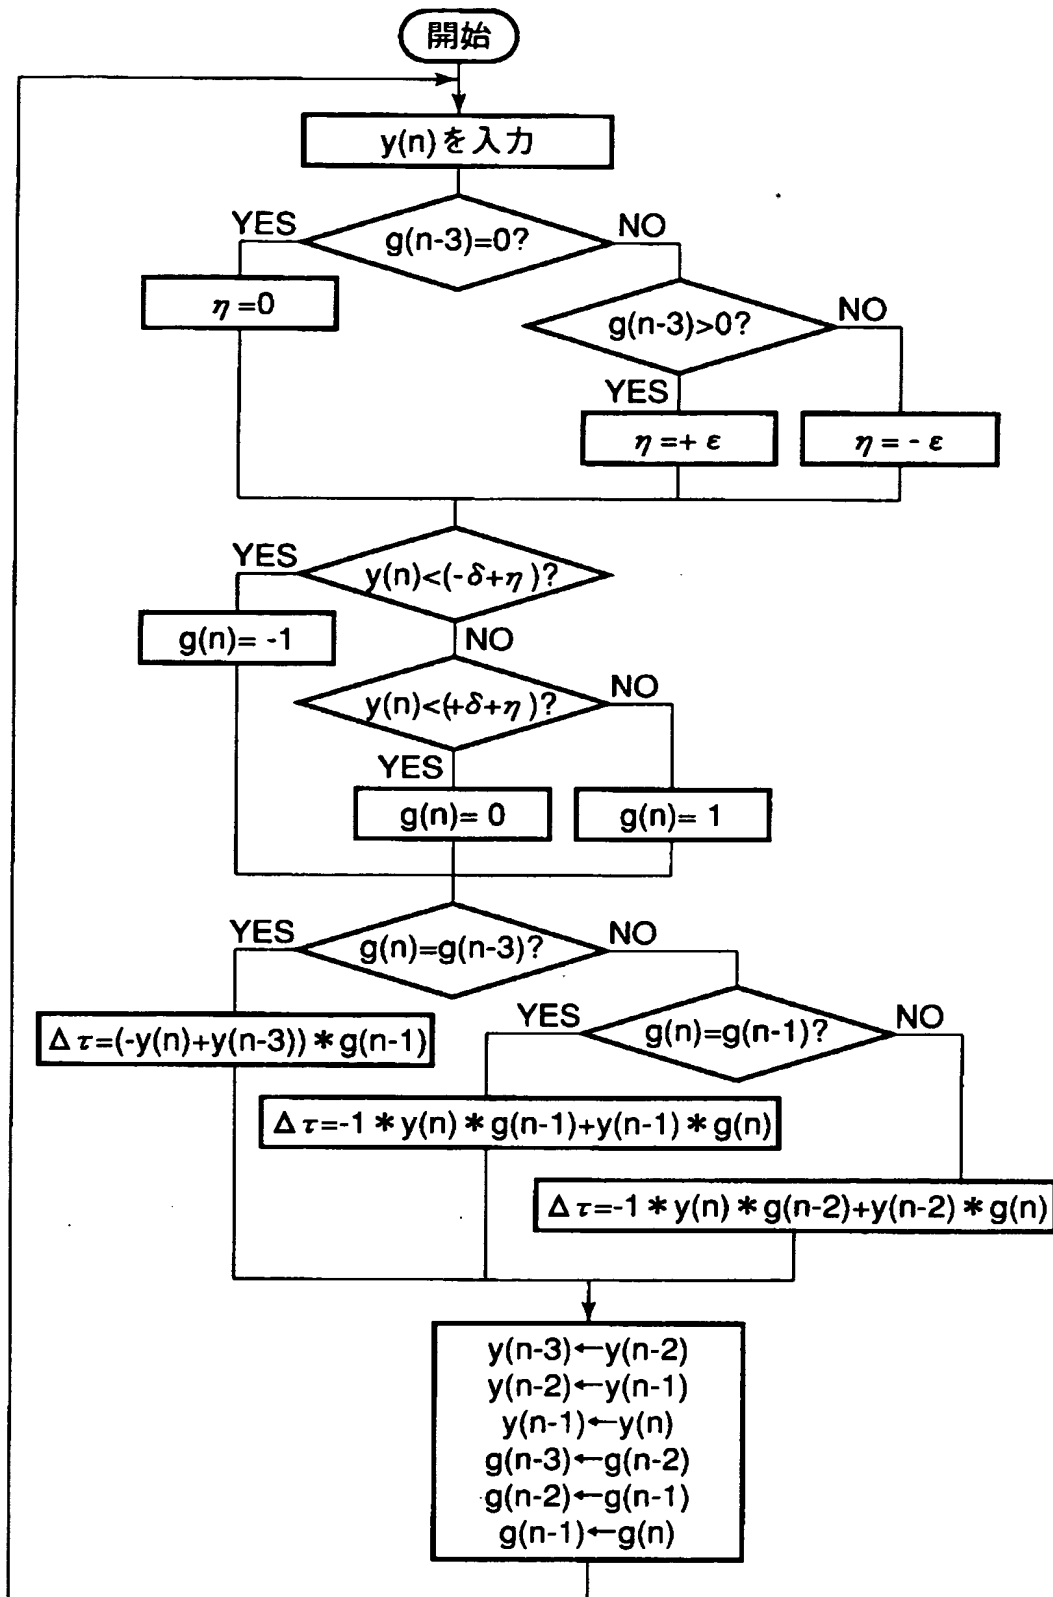 開始
y(n)を入力
YES
g(n-3)=0?
NO
η=0
g(n-3)>0?
NO
YES
η=+ε
η=-ε
YES
y(n)<(-δ+η)?
g(n)= -1
NO
y(n)<(+δ+η)?
NO
YES
g(n)= 0
g(n)= 1
YES
g(n)=g(n-3)?
NO
Δτ=(-y(n)+y(n-3))*g(n-1)
YES
g(n)=g(n-1)?
NO
Δτ=-1*y(n)*g(n-1)+y(n-1)*g(n)
Δτ=-1*y(n)*g(n-2)+y(n-2)*g(n)
y(n-3)←y(n-2)
y(n-2)←y(n-1)
y(n-1)←y(n)
g(n-3)←g(n-2)
g(n-2)←g(n-1)
g(n-1)←g(n)